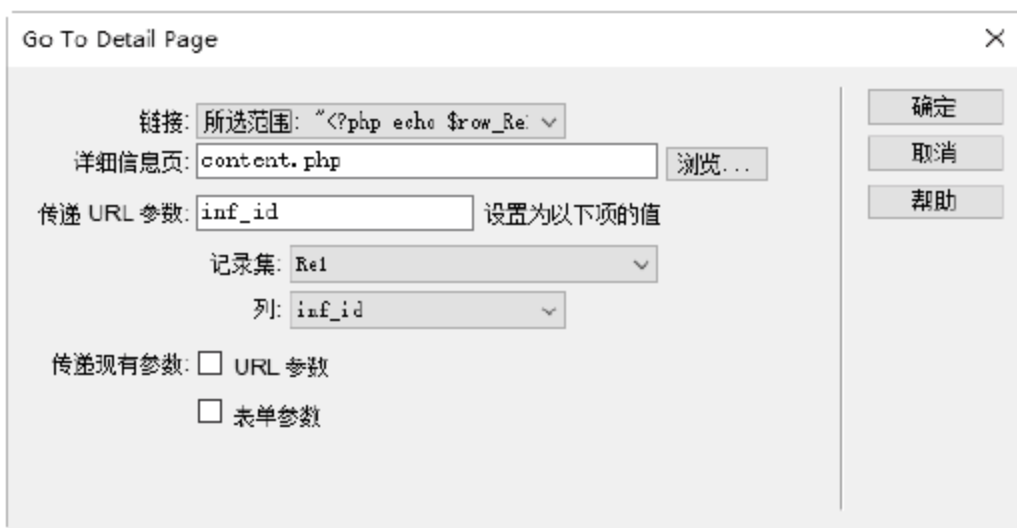 Go To Detail Page
链接: 所选范围: "<?php echo $row_Re
确定
详细信息页: content.php 浏览...
取消
传递 URL 参数: inf_id 设置为以下项的值
帮助
记录集: Re1
列: inf_id
传递现有参数: URL 参数
表单参数